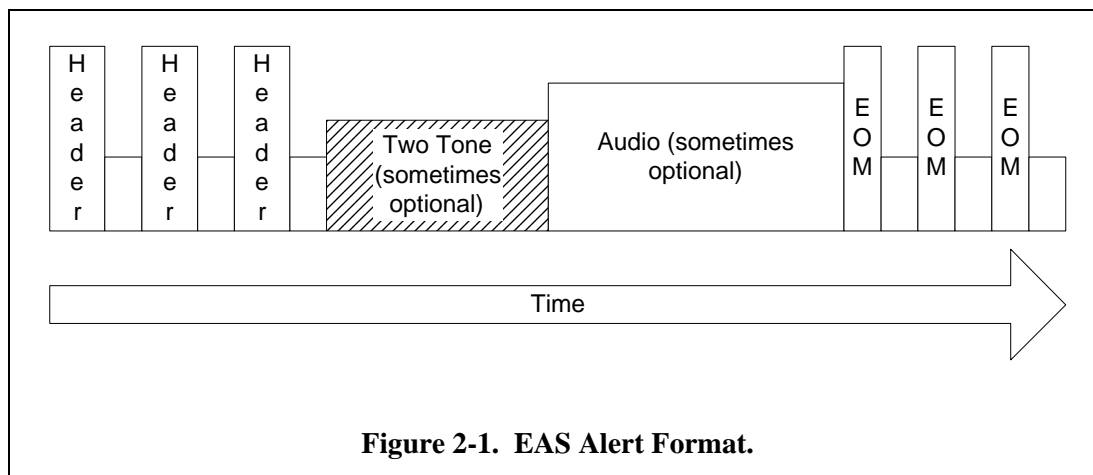 Header
Header
Header
Two Tone
(sometimes
optional)
Audio (sometimes
optional)
EOM
EOM
EOM
Time
Figure 2-1.  EAS Alert Format.